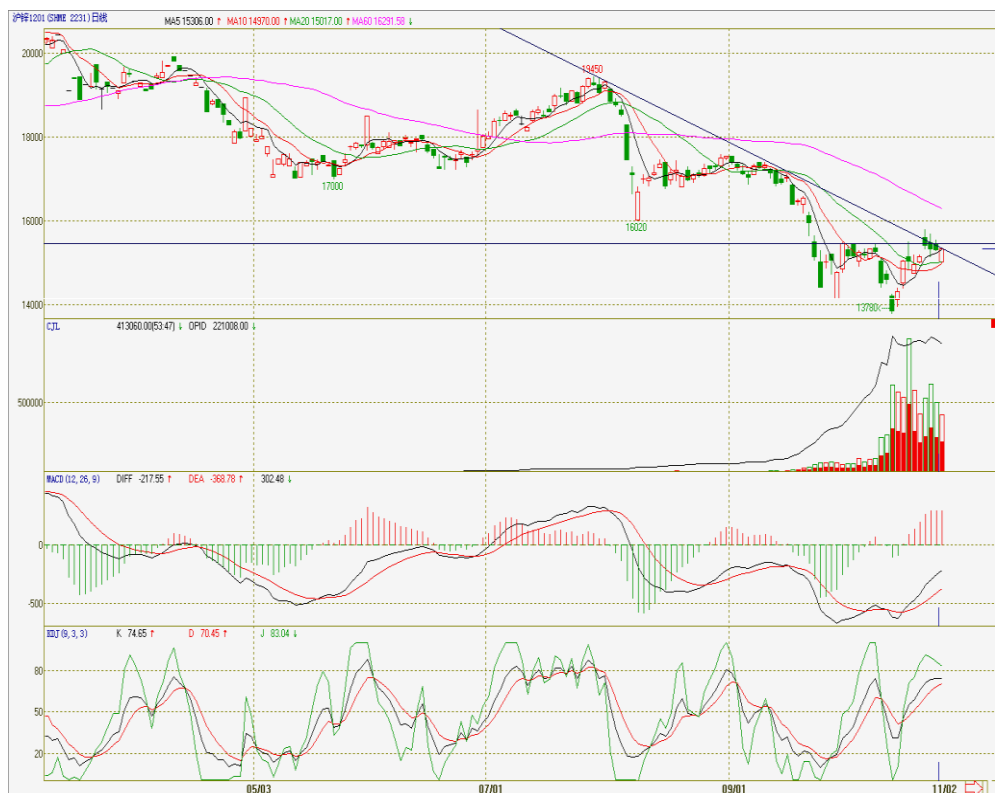 沪锌1201 (SHME 2231) 日线 MA5 15306.00 ↑ MA10 14970.00 ↑ MA20 15017.00 ↑ MA60 16291.58 ↓
20000
19450
18000
17000
16000
16020
14000
13780
CJL 413060.00(53:47) ↓ OPID 221008.00 ↓
500000
MACD(12,26,9) DIFF -217.55 ↑ DEA -368.78 ↑ 302.48 ↓
0
-500
KDJ(9,3,3) K 74.65 ↑ D 70.45 ↑ J 83.04 ↓
80
50
20
05/03 07/01 09/01 11/02